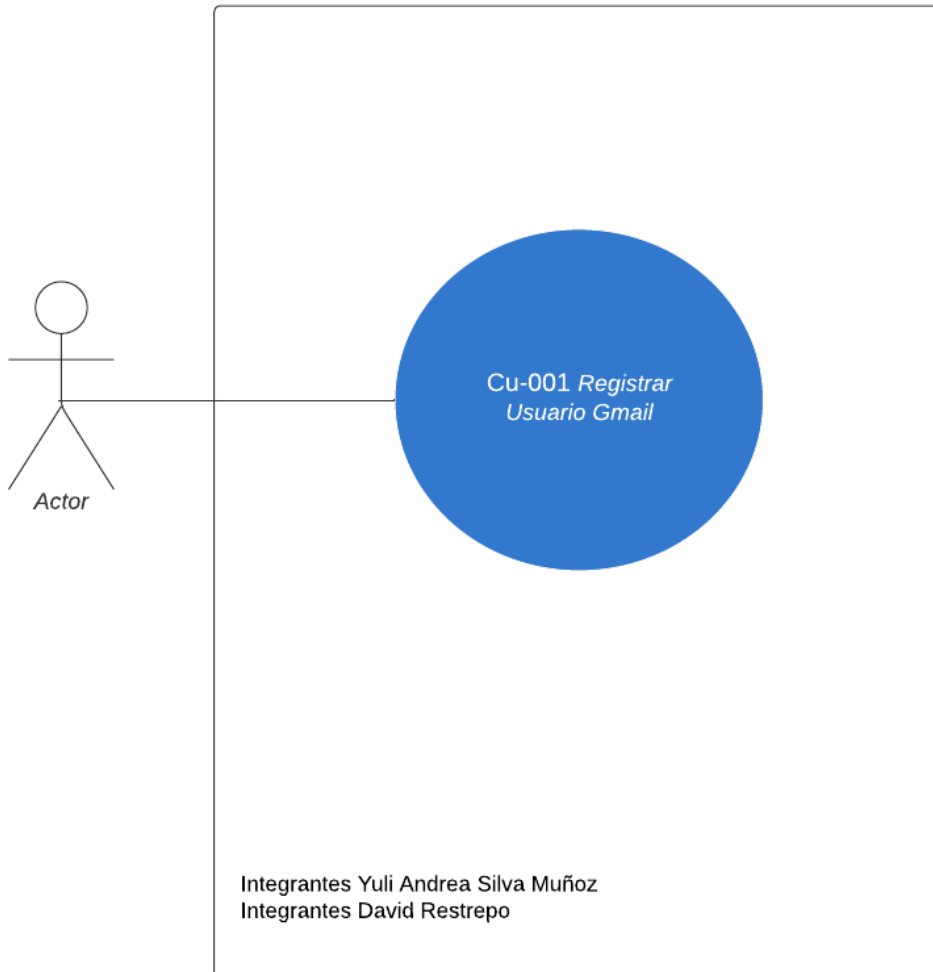 Cu-001 Registrar
Usuario Gmail
Actor
Integrantes Yuli Andrea Silva Muñoz
Integrantes David Restrepo